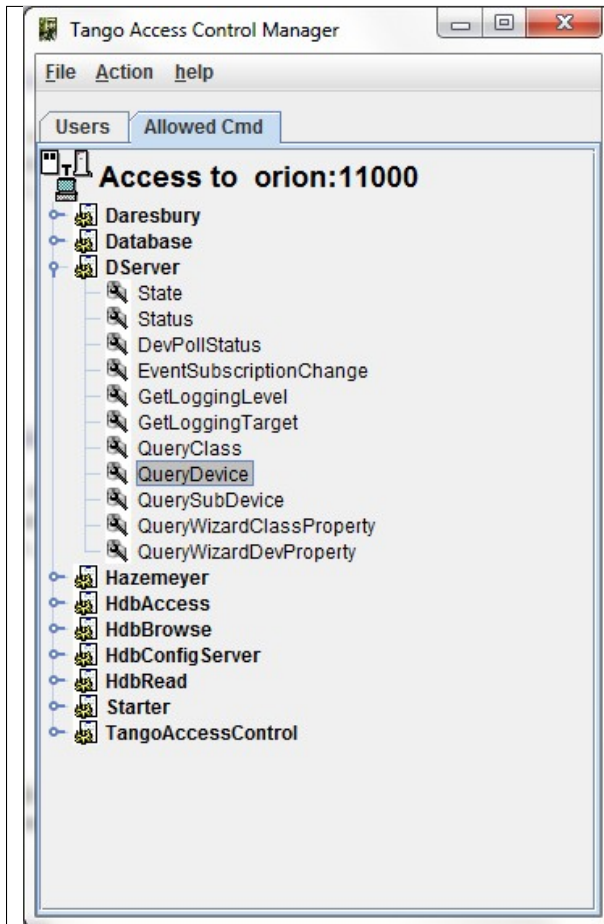 Tango Access Control Manager
File Action help
Users Allowed Cmd
Access to orion:11000
Daresbury
Database
DServer
State
Status
DevPollStatus
EventSubscriptionChange
GetLoggingLevel
GetLoggingTarget
QueryClass
QueryDevice
QuerySubDevice
QueryWizardClassProperty
QueryWizardDevProperty
Hazemeyer
HdbAccess
HdbBrowse
HdbConfigServer
HdbRead
Starter
TangoAccessControl